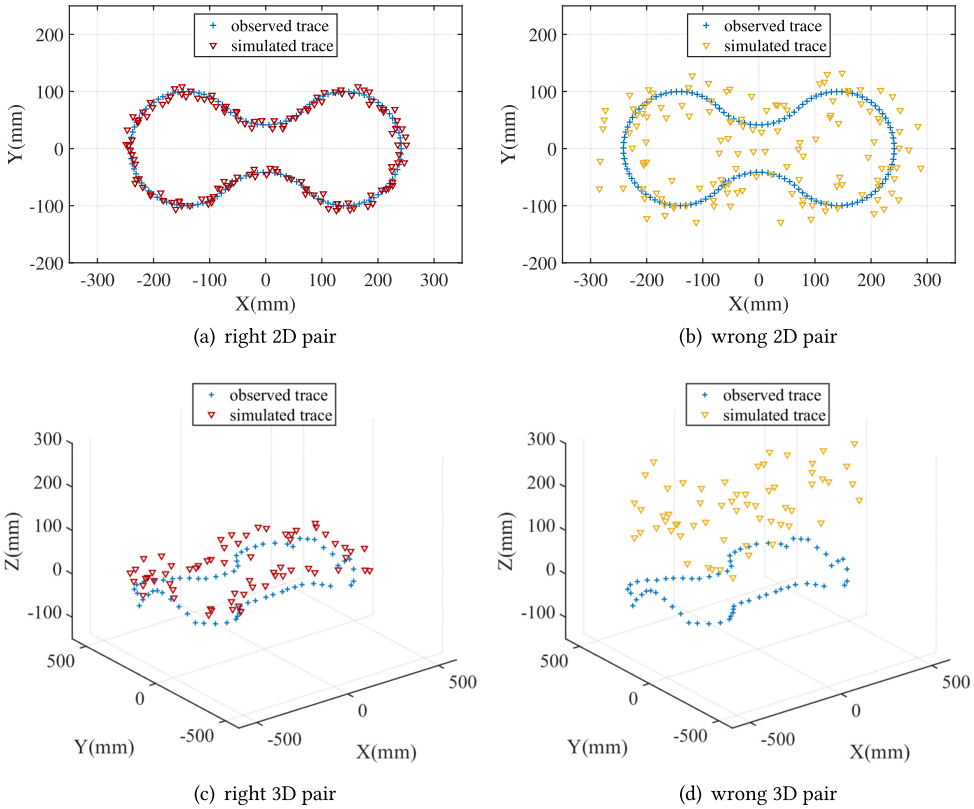 observed trace
simulated trace
200
100
0
-100
-200
Y(mm)
-300 -200 -100 0 100 200 300
X(mm)
(a) right 2D pair
observed trace
simulated trace
200
100
0
-100
-200
Y(mm)
-300 -200 -100 0 100 200 300
X(mm)
(b) wrong 2D pair
observed trace
simulated trace
300
200
100
0
-100
Z(mm)
500
0
-500
Y(mm)
-500
0
500
X(mm)
(c) right 3D pair
observed trace
simulated trace
300
200
100
0
-100
Z(mm)
500
0
-500
Y(mm)
-500
0
500
X(mm)
(d) wrong 3D pair